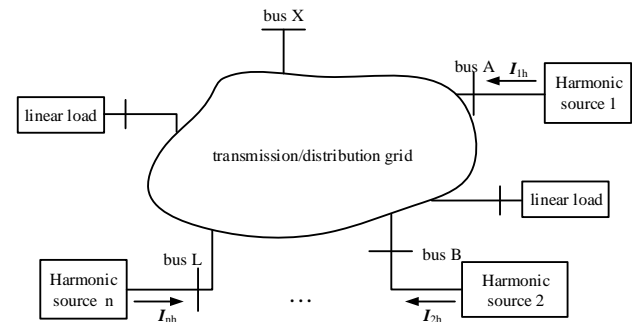 bus X
bus A
I1h
Harmonic
source 1
linear load
transmission/distribution grid
linear load
bus L
bus B
Harmonic
source n
Inh
...
I2h
Harmonic
source 2